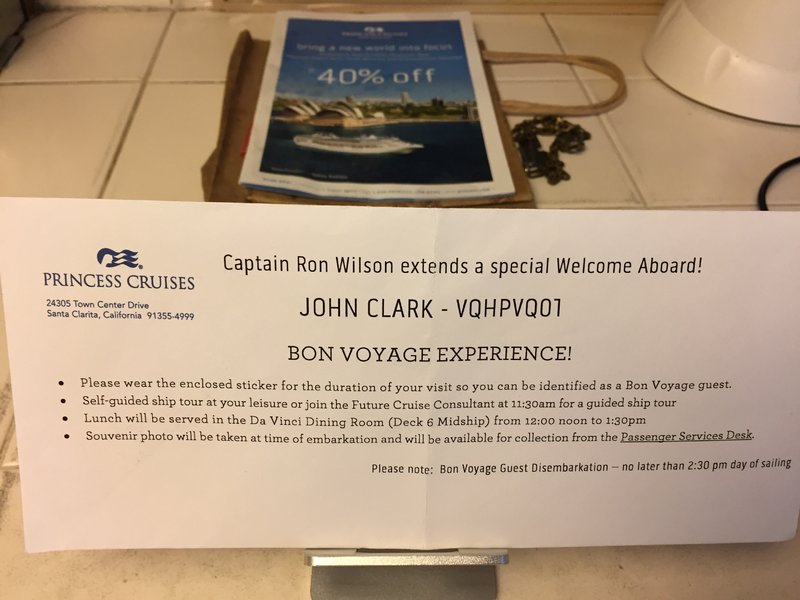 PRINCESS CRUISES
bring a new world into focus
40% off
PRINCESS CRUISES
24305 Town Center Drive
Santa Clarita, California 91355-4999
Captain Ron Wilson extends a special Welcome Aboard!
JOHN CLARK - VQHPVQ01
BON VOYAGE EXPERIENCE!
• Please wear the enclosed sticker for the duration of your visit so you can be identified as a Bon Voyage guest.
• Self-guided ship tour at your leisure or join the Future Cruise Consultant at 11:30am for a guided ship tour
• Lunch will be served in the Da Vinci Dining Room (Deck 6 Midship) from 12:00 noon to 1:30pm
• Souvenir photo will be taken at time of embarkation and will be available for collection from the Passenger Services Desk.
Please note: Bon Voyage Guest Disembarkation – no later than 2:30 pm day of sailing